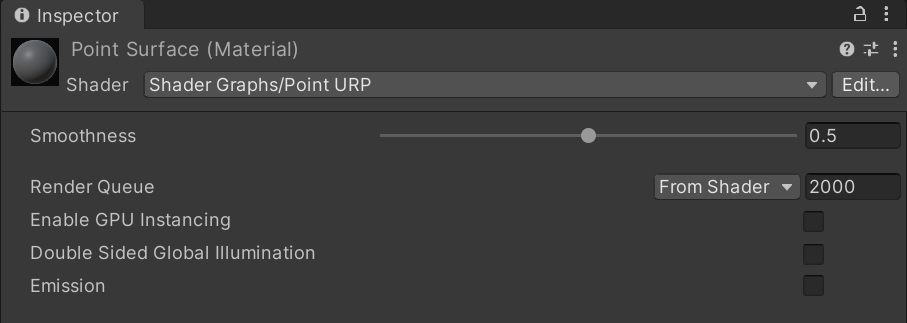 Inspector
Point Surface (Material)
Shader Shader Graphs/Point URP Edit...
Smoothness 0.5
Render Queue From Shader 2000
Enable GPU Instancing
Double Sided Global Illumination
Emission